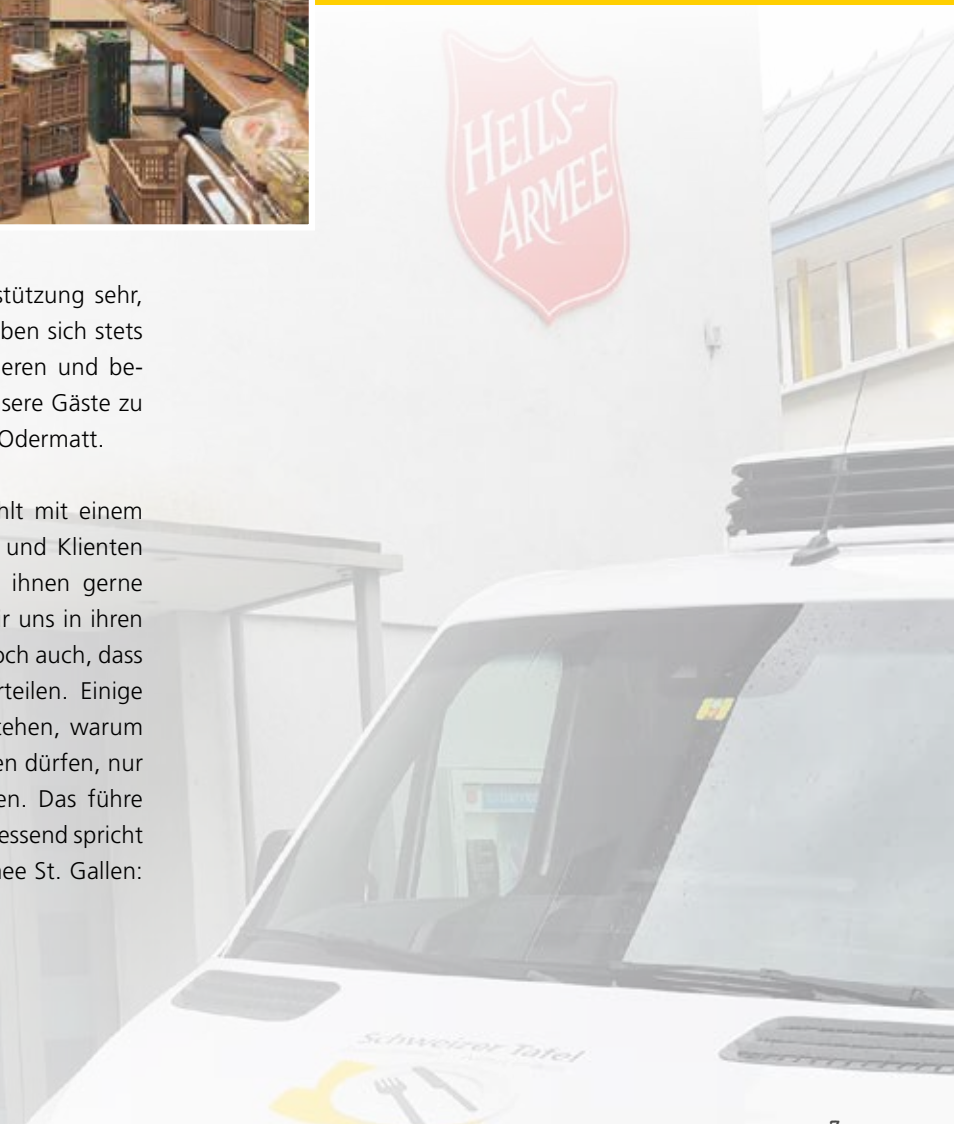 HEILS-
ARMEE
stützung sehr,
ben sich stets
eren und be-
sere Gäste zu
Odermatt.
hlt mit einem
und Klienten
ihnen gerne
r uns in ihren
och auch, dass
rteilen. Einige
tehen, warum
en dürfen, nur
en. Das führe
essend spricht
nee St. Gallen:
Schweizer Tafel